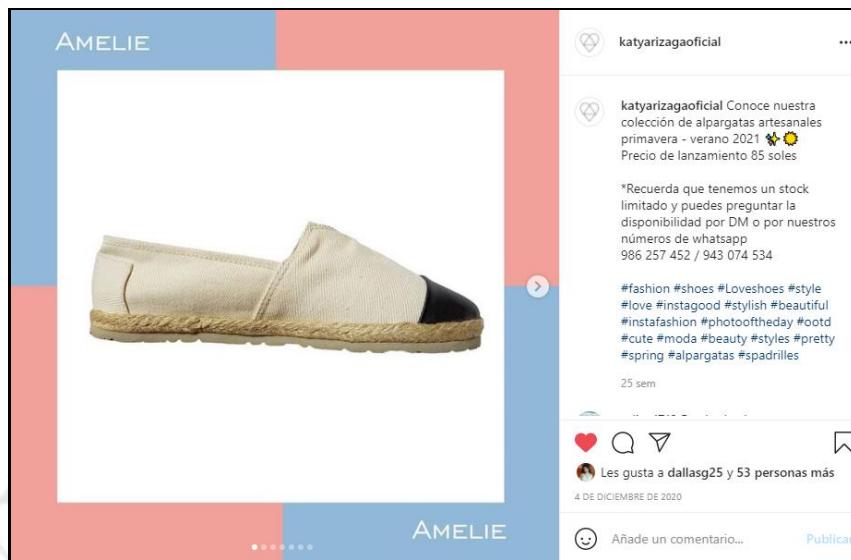 AMELIE
AMELIE
katyarizagaoficial
katyarizagaoficial Conoce nuestra
colección de alpargatas artesanales
primavera - verano 2021
Precio de lanzamiento 85 soles
*Recuerda que tenemos un stock
limitado y puedes preguntar la
disponibilidad por DM o por nuestros
números de whatsapp
986 257 452 / 943 074 534
#fashion #shoes #Loveshoes #style
#love #instagood #stylish #beautiful
#instafashion #photooftheday #ootd
#cute #moda #beauty #styles #pretty
#spring #alpargatas #spadrilles
25 sem
Les gusta a dallasg25 y 53 personas más
4 DE DICIEMBRE DE 2020
Añade un comentario...